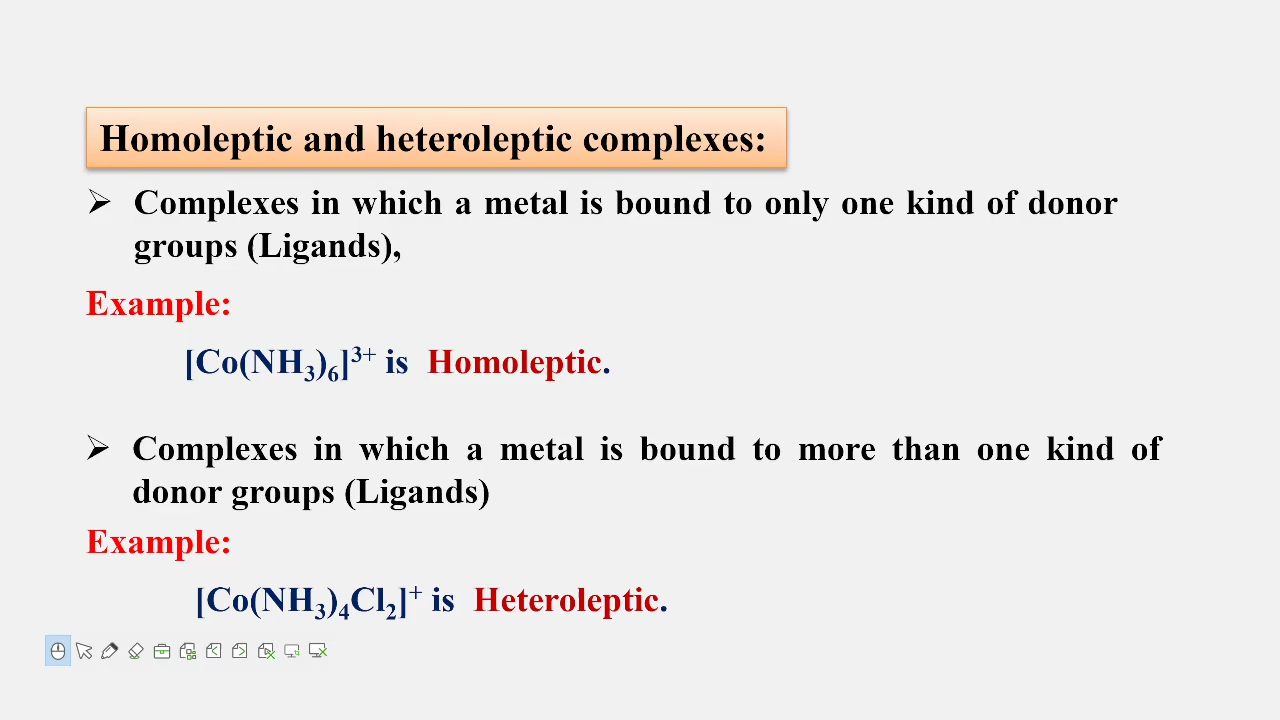 Homoleptic and heteroleptic complexes:
➢ Complexes in which a metal is bound to only one kind of donor
groups (Ligands),
Example:
[Co(NH₃)₆]³⁺ is Homoleptic.
➢ Complexes in which a metal is bound to more than one kind of
donor groups (Ligands)
Example:
[Co(NH₃)₄Cl₂]⁺ is Heteroleptic.